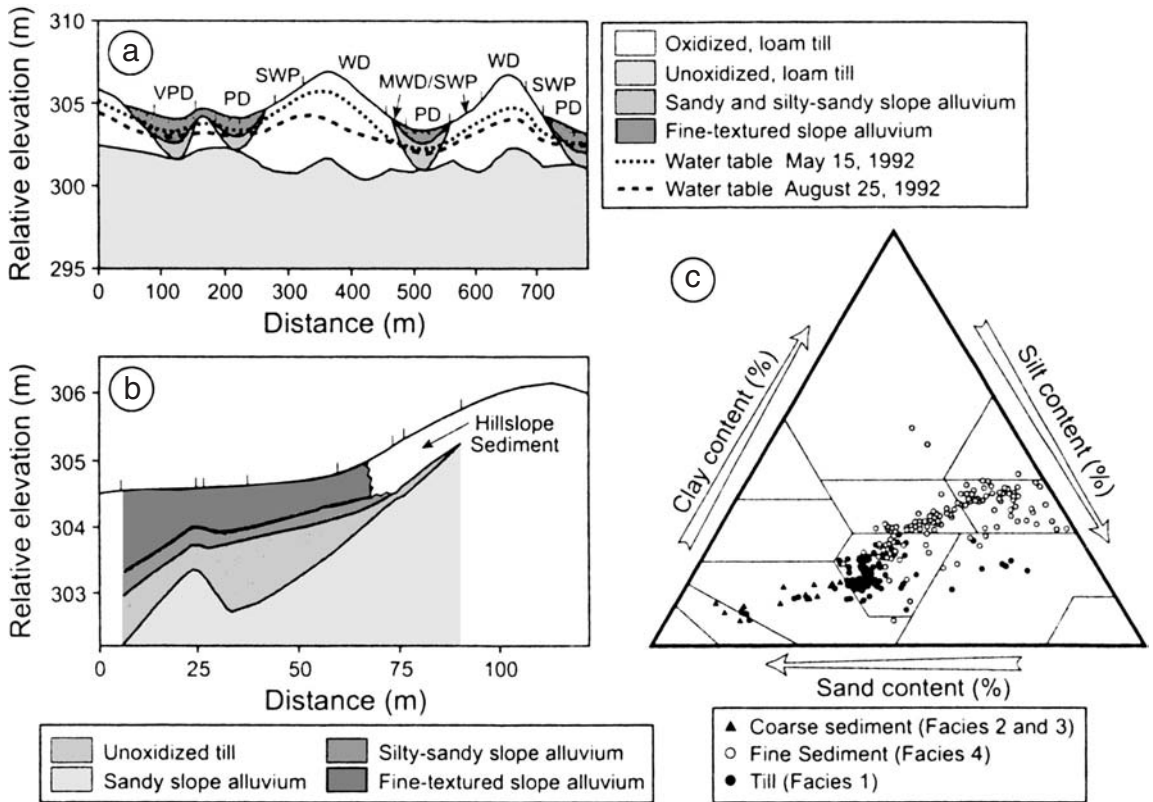 a
Relative elevation (m)
310
305
300
295
VPD
PD
SWP
WD
MWD/SWP
PD
WD
SWP
PD
0 100 200 300 400 500 600 700
Distance (m)
Oxidized, loam till
Unoxidized, loam till
Sandy and silty-sandy slope alluvium
Fine-textured slope alluvium
Water table May 15, 1992
Water table August 25, 1992
b
Relative elevation (m)
306
305
304
303
Hillslope
Sediment
0 25 50 75 100
Distance (m)
Unoxidized till
Sandy slope alluvium
Silty-sandy slope alluvium
Fine-textured slope alluvium
c
Clay content (%)
Silt content (%)
Sand content (%)
Coarse sediment (Facies 2 and 3)
Fine Sediment (Facies 4)
Till (Facies 1)